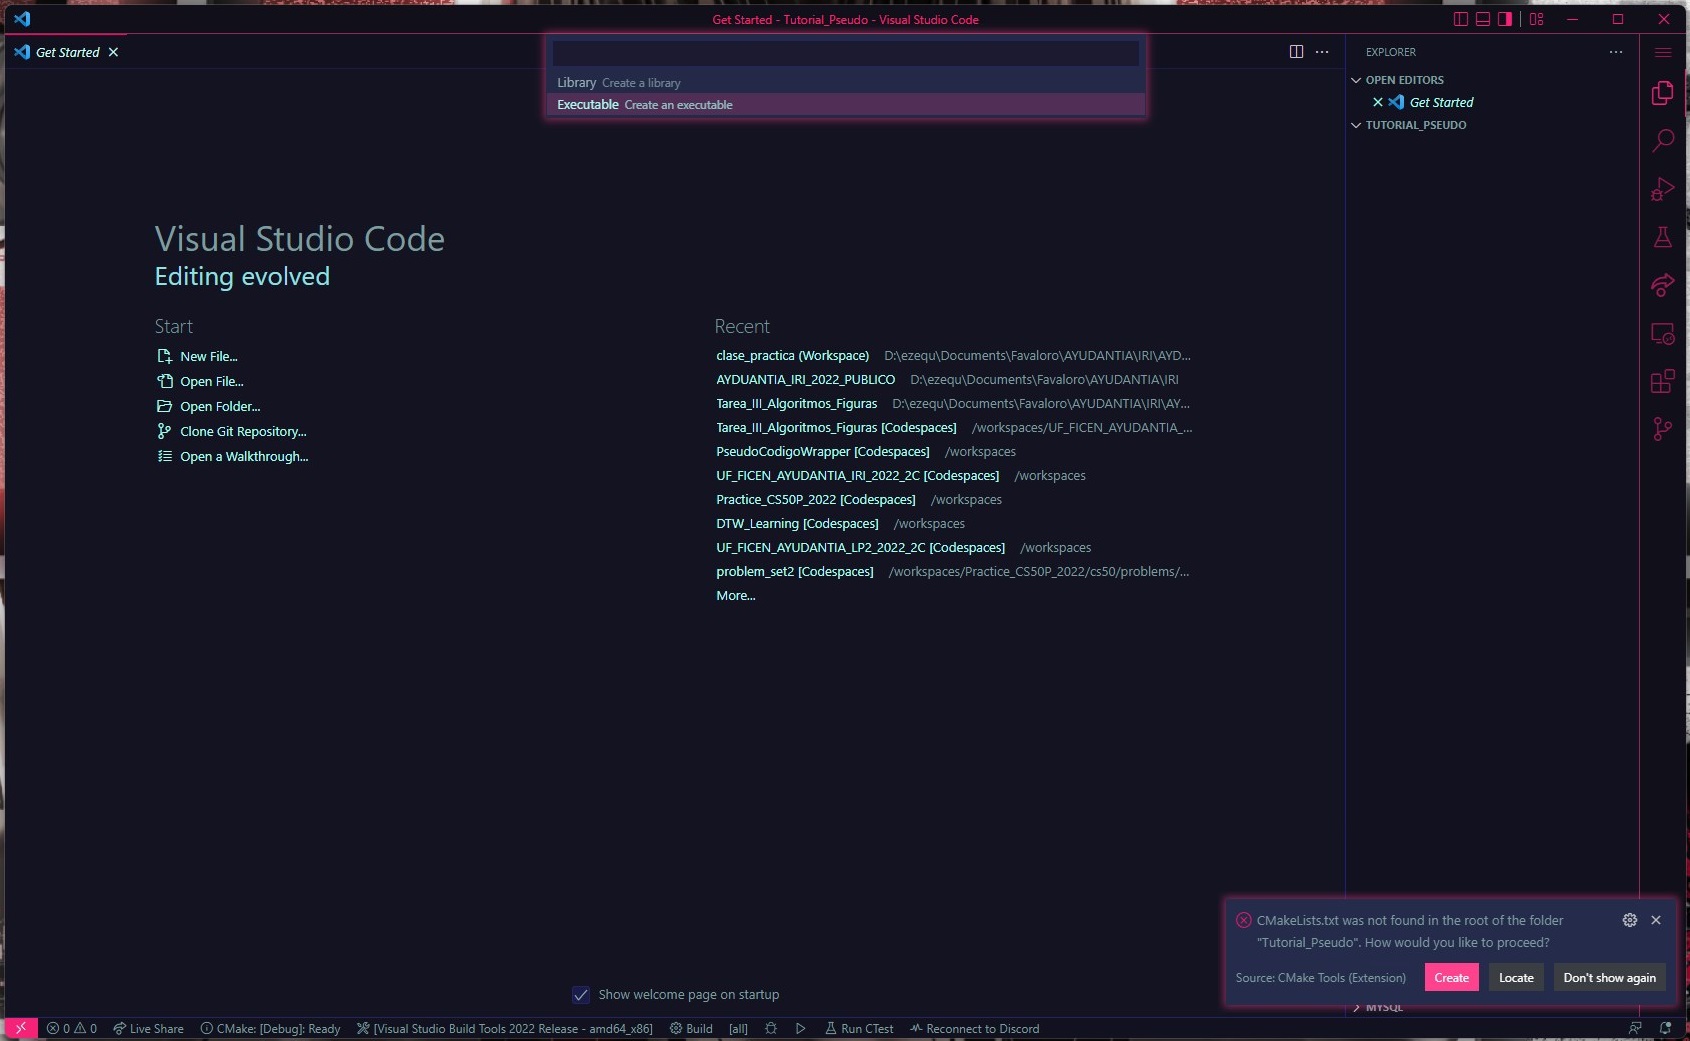 Get Started - Tutorial_Pseudo - Visual Studio Code
Get Started
Library Create a library
Executable Create an executable
Visual Studio Code
Editing evolved
Start
New File...
Open File...
Open Folder...
Clone Git Repository...
Open a Walkthrough...
Recent
clase_practica (Workspace) D:\ezequ\Documents\Favaloro\AYUDANTIA\IRI\AYD...
AYDUANTIA_IRI_2022_PUBLICO D:\ezequ\Documents\Favaloro\AYUDANTIA\IRI
Tarea_III_Algoritmos_Figuras D:\ezequ\Documents\Favaloro\AYUDANTIA\IRI\AY...
Tarea_III_Algoritmos_Figuras [Codespaces] /workspaces/UF_FICEN_AYUDANTIA_...
PseudoCodigoWrapper [Codespaces] /workspaces
UF_FICEN_AYUDANTIA_IRI_2022_2C [Codespaces] /workspaces
Practice_CS50P_2022 [Codespaces] /workspaces
DTW_Learning [Codespaces] /workspaces
UF_FICEN_AYUDANTIA_LP2_2022_2C [Codespaces] /workspaces
problem_set2 [Codespaces] /workspaces/Practice_CS50P_2022/cs50/problems/...
More...
Show welcome page on startup
EXPLORER
OPEN EDITORS
Get Started
TUTORIAL_PSEUDO
CMakeLists.txt was not found in the root of the folder
"Tutorial_Pseudo". How would you like to proceed?
Source: CMake Tools (Extension) Create Locate Don't show again
MYSQL
0 0 Live Share CMake: [Debug]: Ready [Visual Studio Build Tools 2022 Release - amd64_x86] Build [all] Run CTest Reconnect to Discord